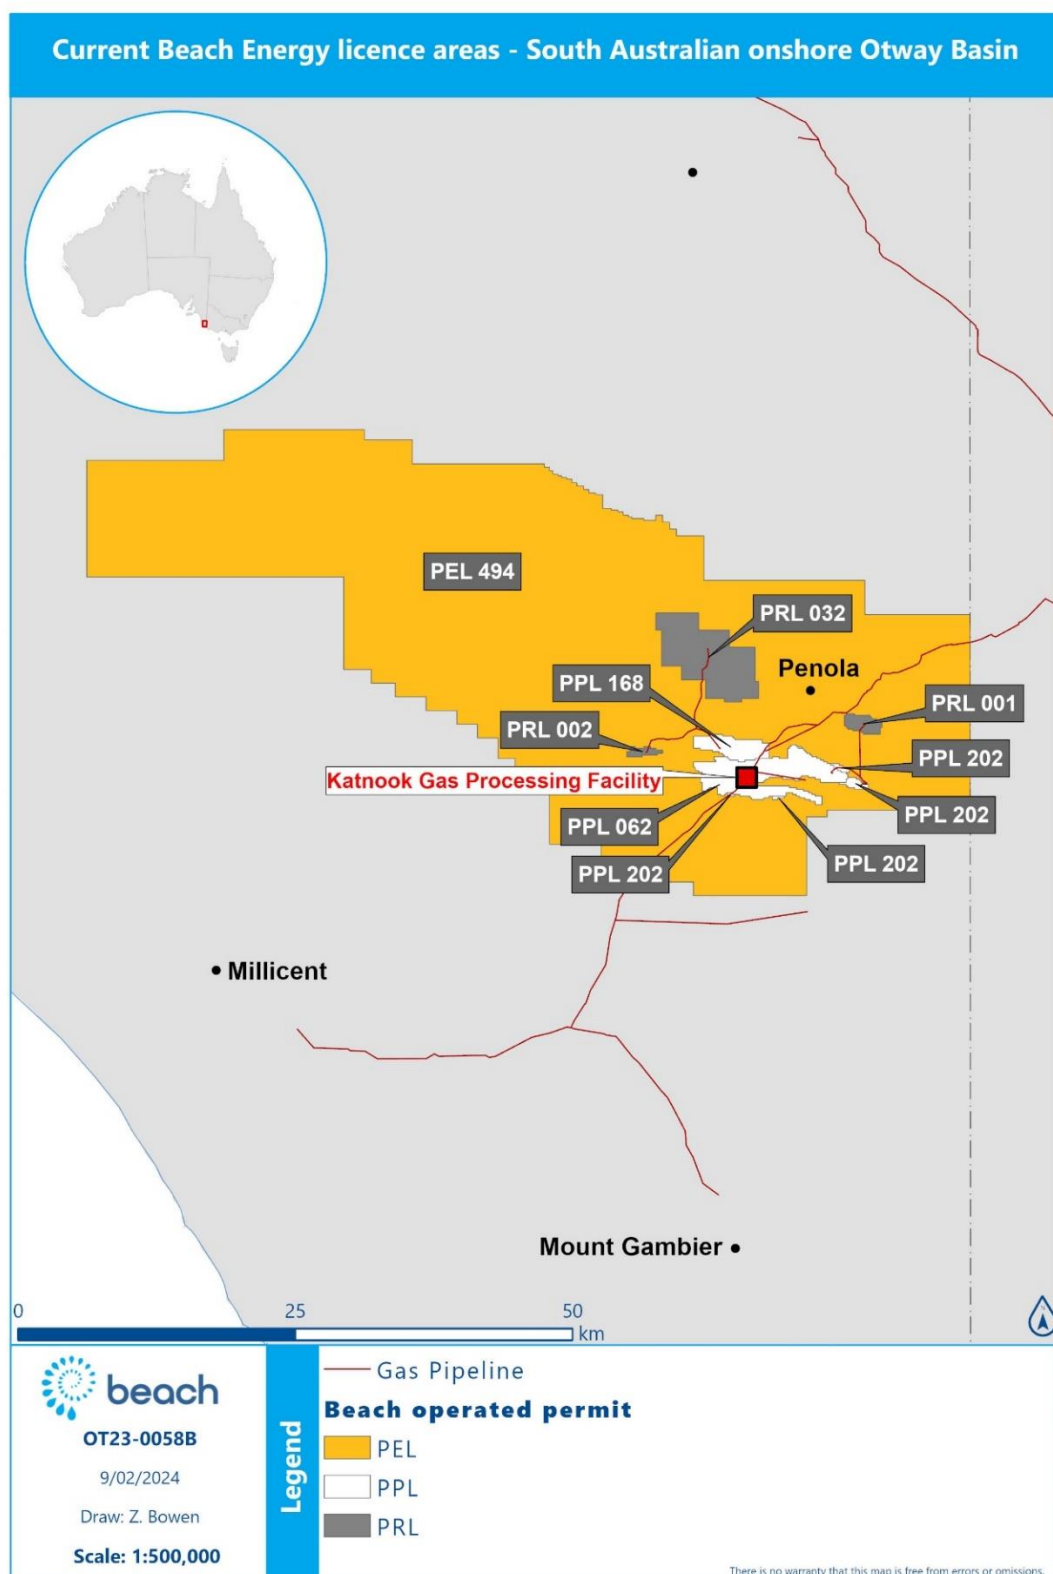 Current Beach Energy licence areas - South Australian onshore Otway Basin
PEL 494
PRL 032
Penola
PPL 168
PRL 001
PRL 002
PPL 202
Katnook Gas Processing Facility
PPL 202
PPL 062
PPL 202
PPL 202
Millicent
Mount Gambier
0 25 50
km
beach
OT23-0058B
9/02/2024
Draw: Z. Bowen
Scale: 1:500,000
Legend
Gas Pipeline
Beach operated permit
PEL
PPL
PRL
There is no warranty that this map is free from errors or omissions.